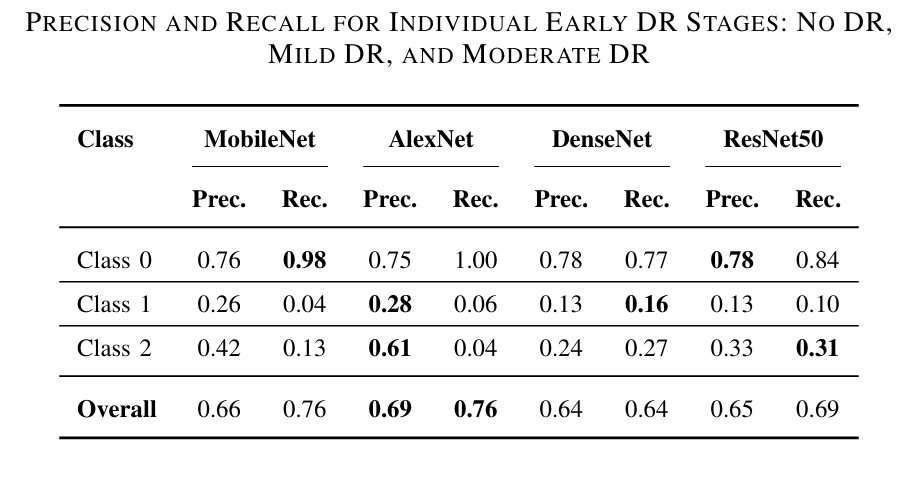 PRECISION AND RECALL FOR INDIVIDUAL EARLY DR STAGES: NO DR,
MILD DR, AND MODERATE DR
Class MobileNet AlexNet DenseNet ResNet50
Prec. Rec. Prec. Rec. Prec. Rec. Prec. Rec.
Class 0 0.76 0.98 0.75 1.00 0.78 0.77 0.78 0.84
Class 1 0.26 0.04 0.28 0.06 0.13 0.16 0.13 0.10
Class 2 0.42 0.13 0.61 0.04 0.24 0.27 0.33 0.31
Overall 0.66 0.76 0.69 0.76 0.64 0.64 0.65 0.69